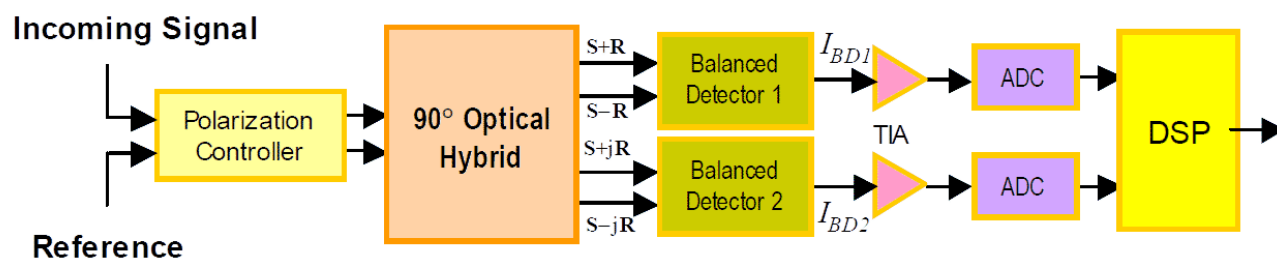 Incoming Signal
Polarization
Controller
Reference
90° Optical
Hybrid
S+R
S−R
S+jR
S−jR
Balanced
Detector 1
Balanced
Detector 2
I_BD1
I_BD2
TIA
ADC
ADC
DSP